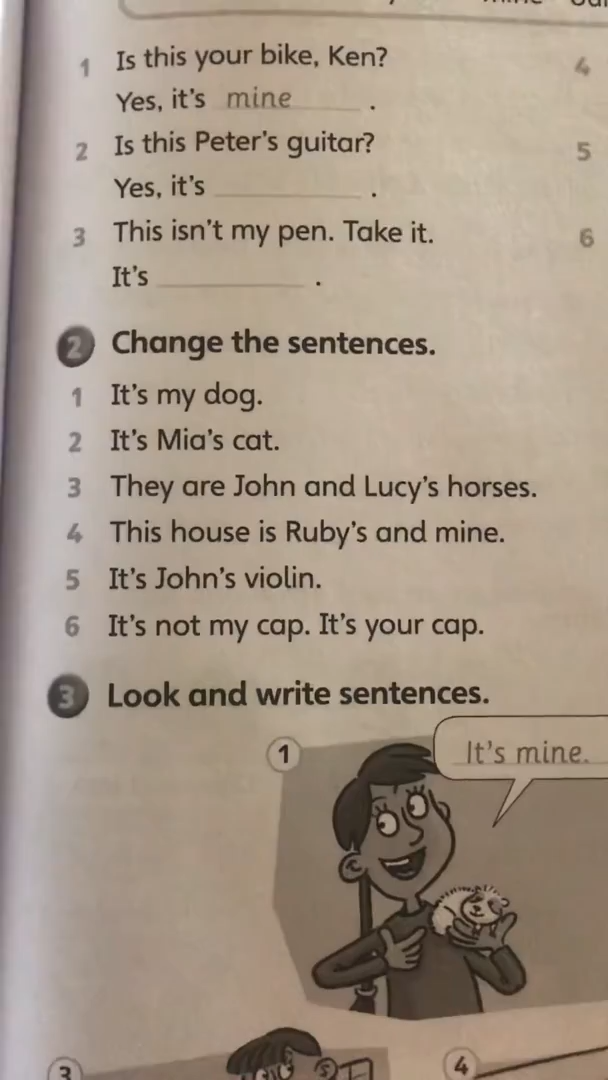 1 Is this your bike, Ken?
Yes, it's mine .
2 Is this Peter's guitar?
Yes, it's ________ .
3 This isn't my pen. Take it.
It's ________ .
4
5
6
2 Change the sentences.
1 It's my dog.
2 It's Mia's cat.
3 They are John and Lucy's horses.
4 This house is Ruby's and mine.
5 It's John's violin.
6 It's not my cap. It's your cap.
3 Look and write sentences.
1 It's mine.
3
4